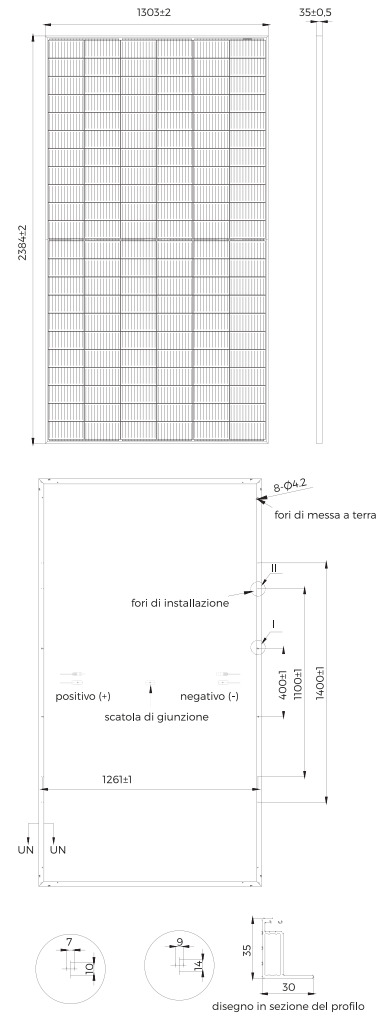 1303±2
35±0,5
2384±2
8-Ø4.2
fori di messa a terra
II
fori di installazione
I
400±1
1100±1
1400±1
positivo (+)
negativo (-)
scatola di giunzione
1261±1
UN UN
7
10
9
14
35
30
disegno in sezione del profilo